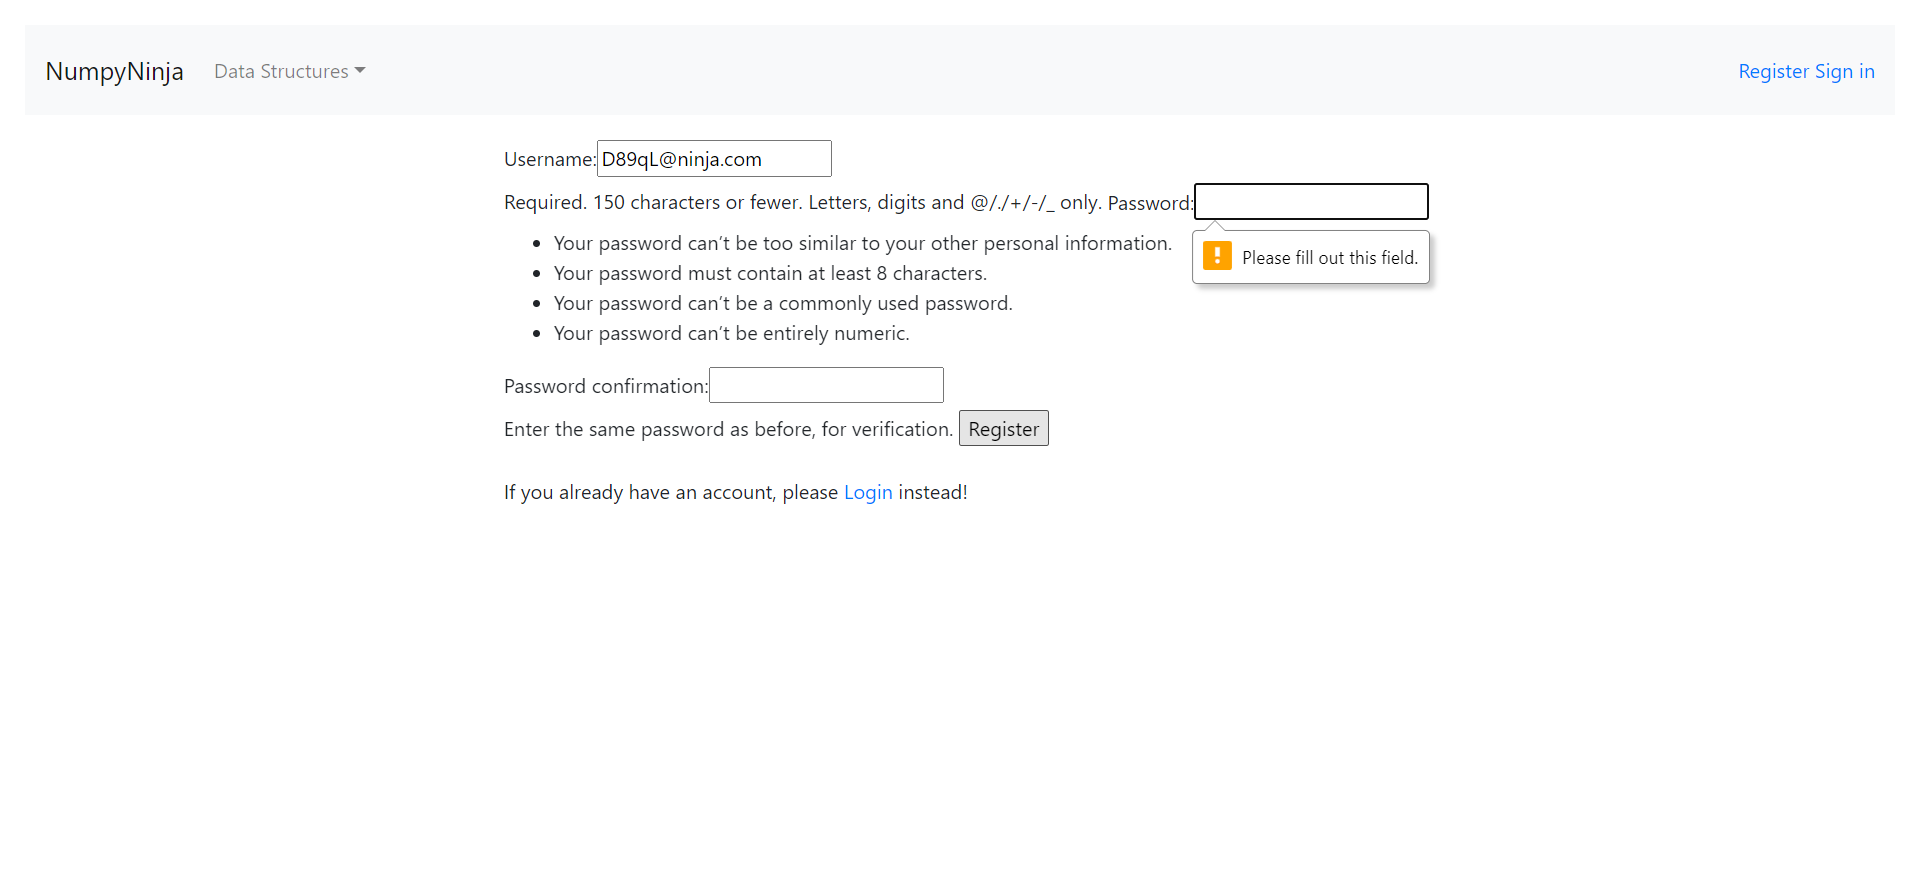 NumpyNinja Data Structures Register Sign in
Username: D89qL@ninja.com
Required. 150 characters or fewer. Letters, digits and @/./+/-/_ only. Password:
Your password can’t be too similar to your other personal information.
Please fill out this field.
Your password must contain at least 8 characters.
Your password can’t be a commonly used password.
Your password can’t be entirely numeric.
Password confirmation:
Enter the same password as before, for verification. Register
If you already have an account, please Login instead!